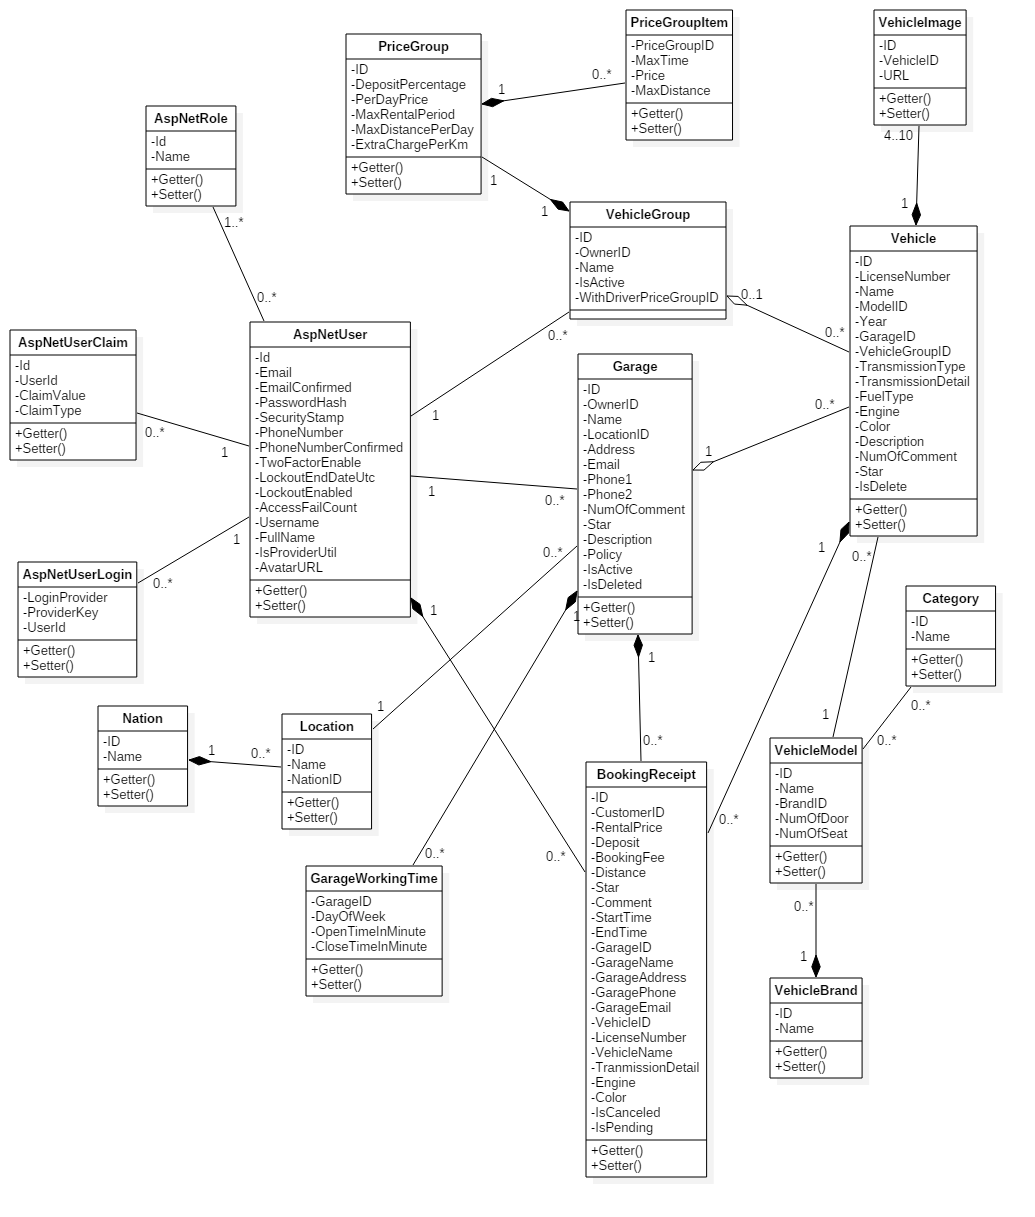 PriceGroup
-ID
-DepositPercentage
-PerDayPrice
-MaxRentalPeriod
-MaxDistancePerDay
-ExtraChargePerKm
+Getter()
+Setter()
1
0..*
PriceGroupItem
-PriceGroupID
-MaxTime
-Price
-MaxDistance
+Getter()
+Setter()
VehicleImage
-ID
-VehicleID
-URL
+Getter()
+Setter()
4..10
1
AspNetRole
-Id
-Name
+Getter()
+Setter()
1..*
0..*
1
1
VehicleGroup
-ID
-OwnerID
-Name
-IsActive
-WithDriverPriceGroupID
0..1
0..*
0..*
1
Vehicle
-ID
-LicenseNumber
-Name
-ModelID
-Year
-GarageID
-VehicleGroupID
-TransmissionType
-TransmissionDetail
-FuelType
-Engine
-Color
-Description
-NumOfComment
-Star
-IsDelete
+Getter()
+Setter()
AspNetUserClaim
-Id
-UserId
-ClaimValue
-ClaimType
+Getter()
+Setter()
0..*
1
AspNetUser
-Id
-Email
-EmailConfirmed
-PasswordHash
-SecurityStamp
-PhoneNumber
-PhoneNumberConfirmed
-TwoFactorEnable
-LockoutEndDateUtc
-LockoutEnabled
-AccessFailCount
-Username
-FullName
-IsProviderUtil
-AvatarURL
+Getter()
+Setter()
1
0..*
Garage
-ID
-OwnerID
-Name
-LocationID
-Address
-Email
-Phone1
-Phone2
-NumOfComment
-Star
-Description
-Policy
-IsActive
-IsDeleted
+Getter()
+Setter()
1
0..*
AspNetUserLogin
-LoginProvider
-ProviderKey
-UserId
+Getter()
+Setter()
1
0..*
0..*
1
1
1
1
0..*
1
0..*
Category
-ID
-Name
+Getter()
+Setter()
0..*
0..*
Nation
-ID
-Name
+Getter()
+Setter()
1
0..*
Location
-ID
-Name
-NationID
+Getter()
+Setter()
1
0..*
GarageWorkingTime
-GarageID
-DayOfWeek
-OpenTimeInMinute
-CloseTimeInMinute
+Getter()
+Setter()
0..*
0..*
0..*
BookingReceipt
-ID
-CustomerID
-RentalPrice
-Deposit
-BookingFee
-Distance
-Star
-Comment
-StartTime
-EndTime
-GarageID
-GarageName
-GarageAddress
-GaragePhone
-GarageEmail
-VehicleID
-LicenseNumber
-VehicleName
-TranmissionDetail
-Engine
-Color
-IsCanceled
-IsPending
+Getter()
+Setter()
VehicleModel
-ID
-Name
-BrandID
-NumOfDoor
-NumOfSeat
+Getter()
+Setter()
0..*
1
VehicleBrand
-ID
-Name
+Getter()
+Setter()